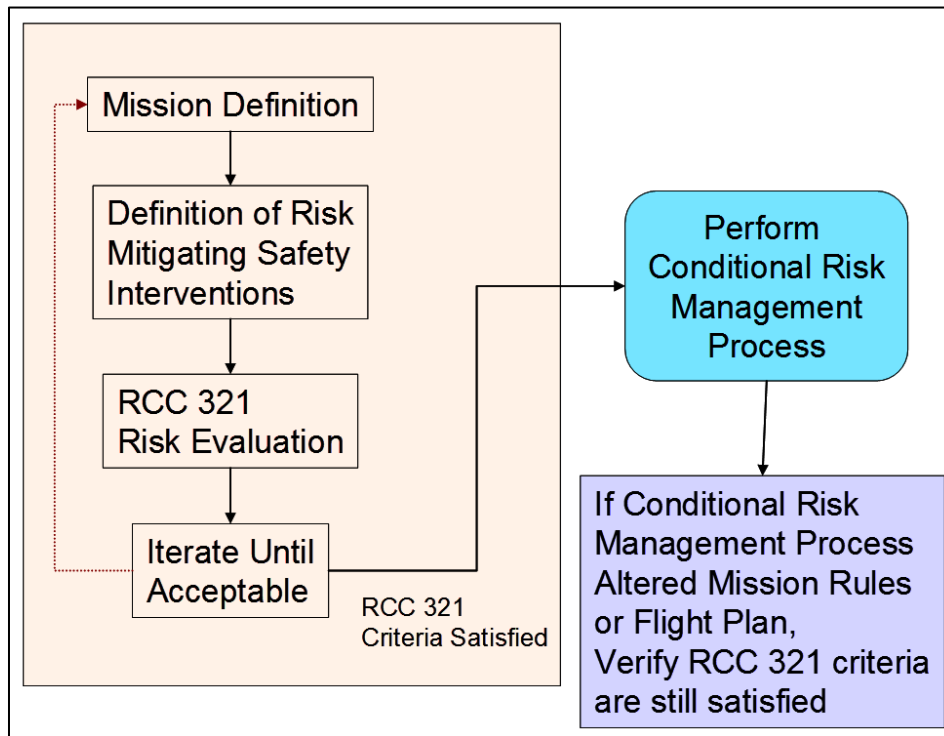 Mission Definition
Definition of Risk
Mitigating Safety
Interventions
RCC 321
Risk Evaluation
Iterate Until
Acceptable
RCC 321
Criteria Satisfied
Perform
Conditional Risk
Management
Process
If Conditional Risk
Management Process
Altered Mission Rules
or Flight Plan,
Verify RCC 321 criteria
are still satisfied